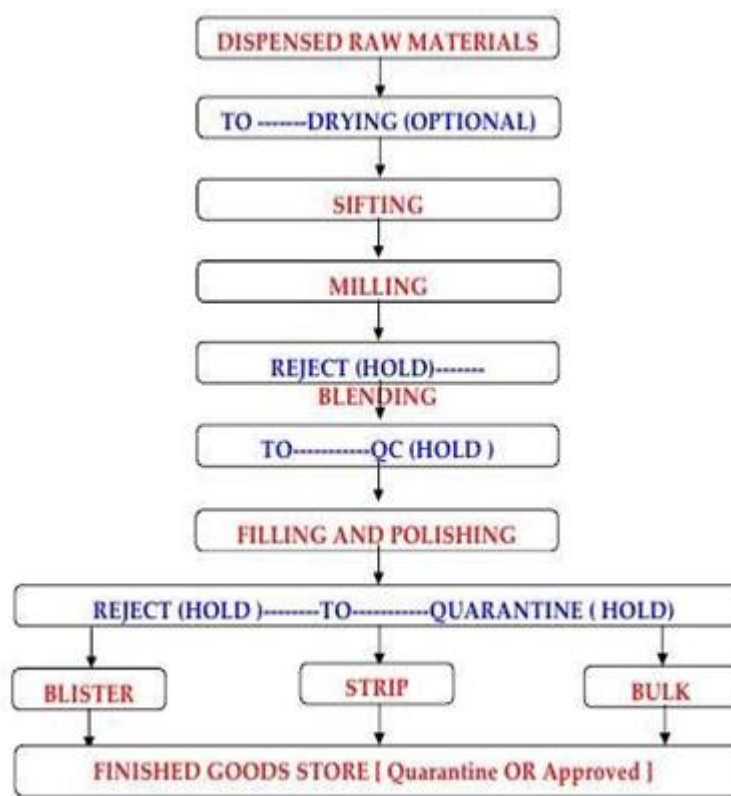 DISPENSED RAW MATERIALS
TO -------DRYING (OPTIONAL)
SIFTING
MILLING
REJECT (HOLD)-------
BLENDING
TO-----------QC (HOLD )
FILLING AND POLISHING
REJECT (HOLD )--------TO-----------QUARANTINE ( HOLD)
BLISTER STRIP BULK
FINISHED GOODS STORE [ Quarantine OR Approved ]